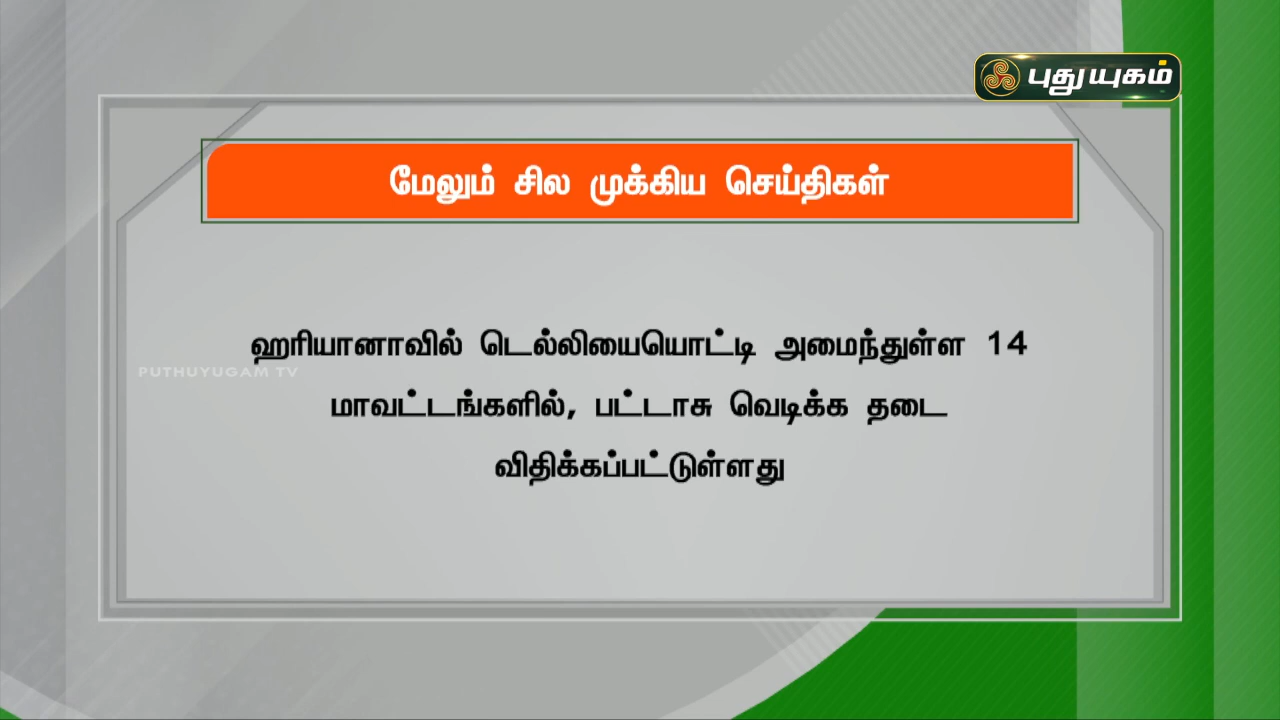 புதுயுகம்
மேலும் சில முக்கிய செய்திகள்
ஹரியானாவில் டெல்லியையொட்டி அமைந்துள்ள 14
PUTHUYUGAM TV
மாவட்டங்களில், பட்டாசு வெடிக்க தடை
விதிக்கப்பட்டுள்ளது